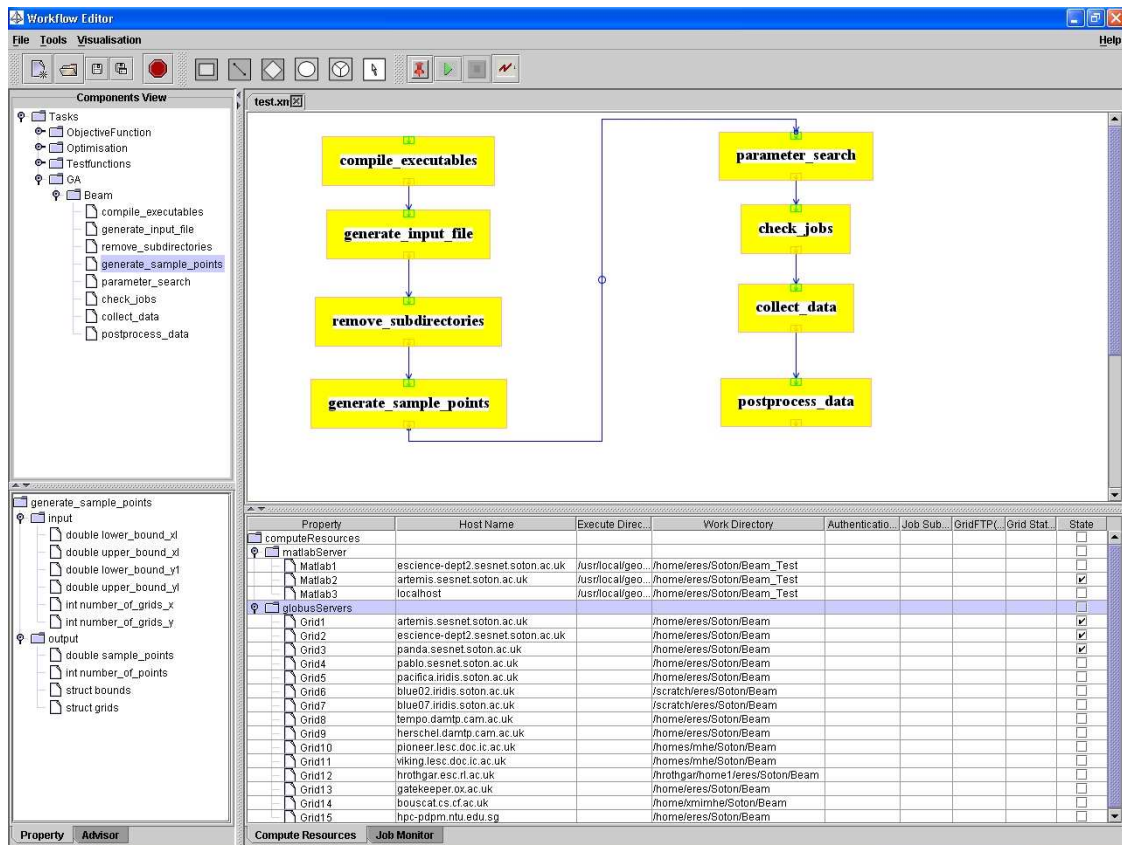 Workflow Editor
File Tools Visualisation Help
Components View
Tasks
ObjectiveFunction
Optimisation
Testfunctions
GA
Beam
compile_executables
generate_input_file
remove_subdirectories
generate_sample_points
parameter_search
check_jobs
collect_data
postprocess_data
generate_sample_points
input
double lower_bound_xl
double upper_bound_xl
double lower_bound_y1
double upper_bound_yl
int number_of_grids_x
int number_of_grids_y
output
double sample_points
int number_of_points
struct bounds
struct grids
Property Advisor
test.xn
compile_executables
generate_input_file
remove_subdirectories
generate_sample_points
parameter_search
check_jobs
collect_data
postprocess_data
Property Host Name Execute Direc... Work Directory Authenticatio... Job Sub... GridFTP(... Grid Stat... State
computeResources
matlabServer
Matlab1 escience-dept2.sesnet.soton.ac.uk /usr/local/geo... /home/eres/Soton/Beam_Test
Matlab2 artemis.sesnet.soton.ac.uk /usr/local/geo... /home/eres/Soton/Beam_Test
Matlab3 localhost /usr/local/geo... /home/eres/Soton/Beam_Test
globusServers
Grid1 artemis.sesnet.soton.ac.uk /home/eres/Soton/Beam
Grid2 escience-dept2.sesnet.soton.ac.uk /home/eres/Soton/Beam
Grid3 panda.sesnet.soton.ac.uk /home/eres/Soton/Beam
Grid4 pablo.sesnet.soton.ac.uk /home/eres/Soton/Beam
Grid5 pacifica.iridis.soton.ac.uk /home/eres/Soton/Beam
Grid6 blue02.iridis.soton.ac.uk /scratch/eres/Soton/Beam
Grid7 blue07.iridis.soton.ac.uk /scratch/eres/Soton/Beam
Grid8 tempo.damtp.cam.ac.uk /home/eres/Soton/Beam
Grid9 herschel.damtp.cam.ac.uk /home/eres/Soton/Beam
Grid10 pioneer.lesc.doc.ic.ac.uk /homes/mhe/Soton/Beam
Grid11 viking.lesc.doc.ic.ac.uk /homes/mhe/Soton/Beam
Grid12 hrothgar.esc.rl.ac.uk /hrothgar/home1/eres/Soton/Beam
Grid13 gatekeeper.ox.ac.uk /home/eres/Soton/Beam
Grid14 bouscat.cs.cf.ac.uk /home/xmimhe/Soton/Beam
Grid15 hpc-pdpm.ntu.edu.sg /home/eres/Soton/Beam
Compute Resources Job Monitor